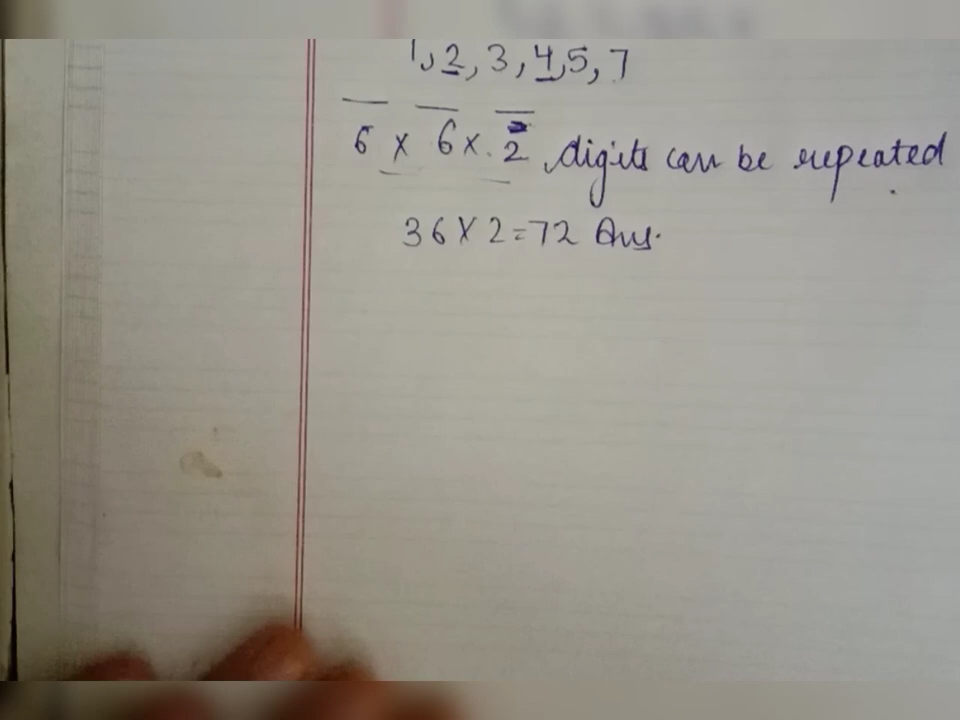 1, 2, 3, 4, 5, 7
6 x 6 x 2 digits can be repeated
36 x 2 = 72 Ans.